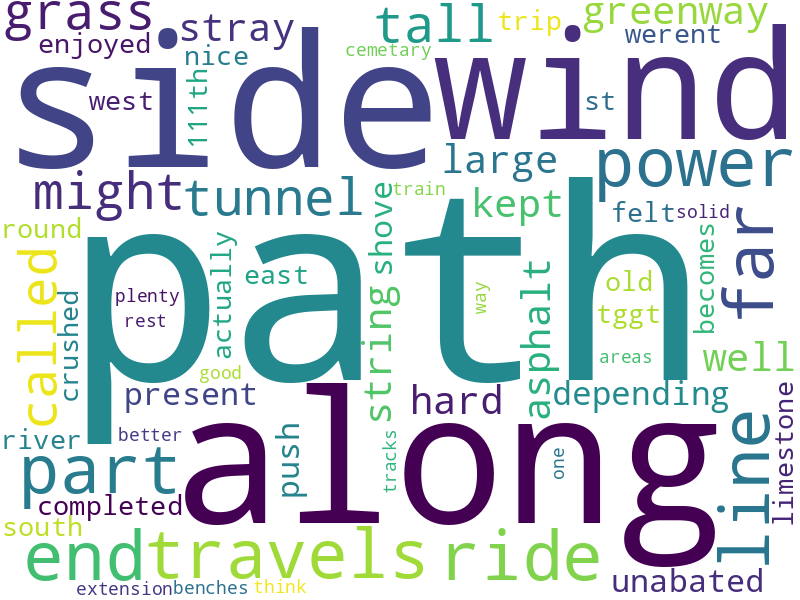 grass
stray
tall
trip
greenway
enjoyed
nice
cemetary
werent
side
wind
west
111th
st
large
power
might
tunnel
train
kept
felt
solid
far
round
path
shove
called
crushed
plenty
rest
actually
east
string
way
asphalt
old
tggt
becomes
areas
well
good
present
hard
depending
limestone
river
better
along
tracks
one
line
part
push
completed
south
end
travels
ride
unabated
extension
benches
think